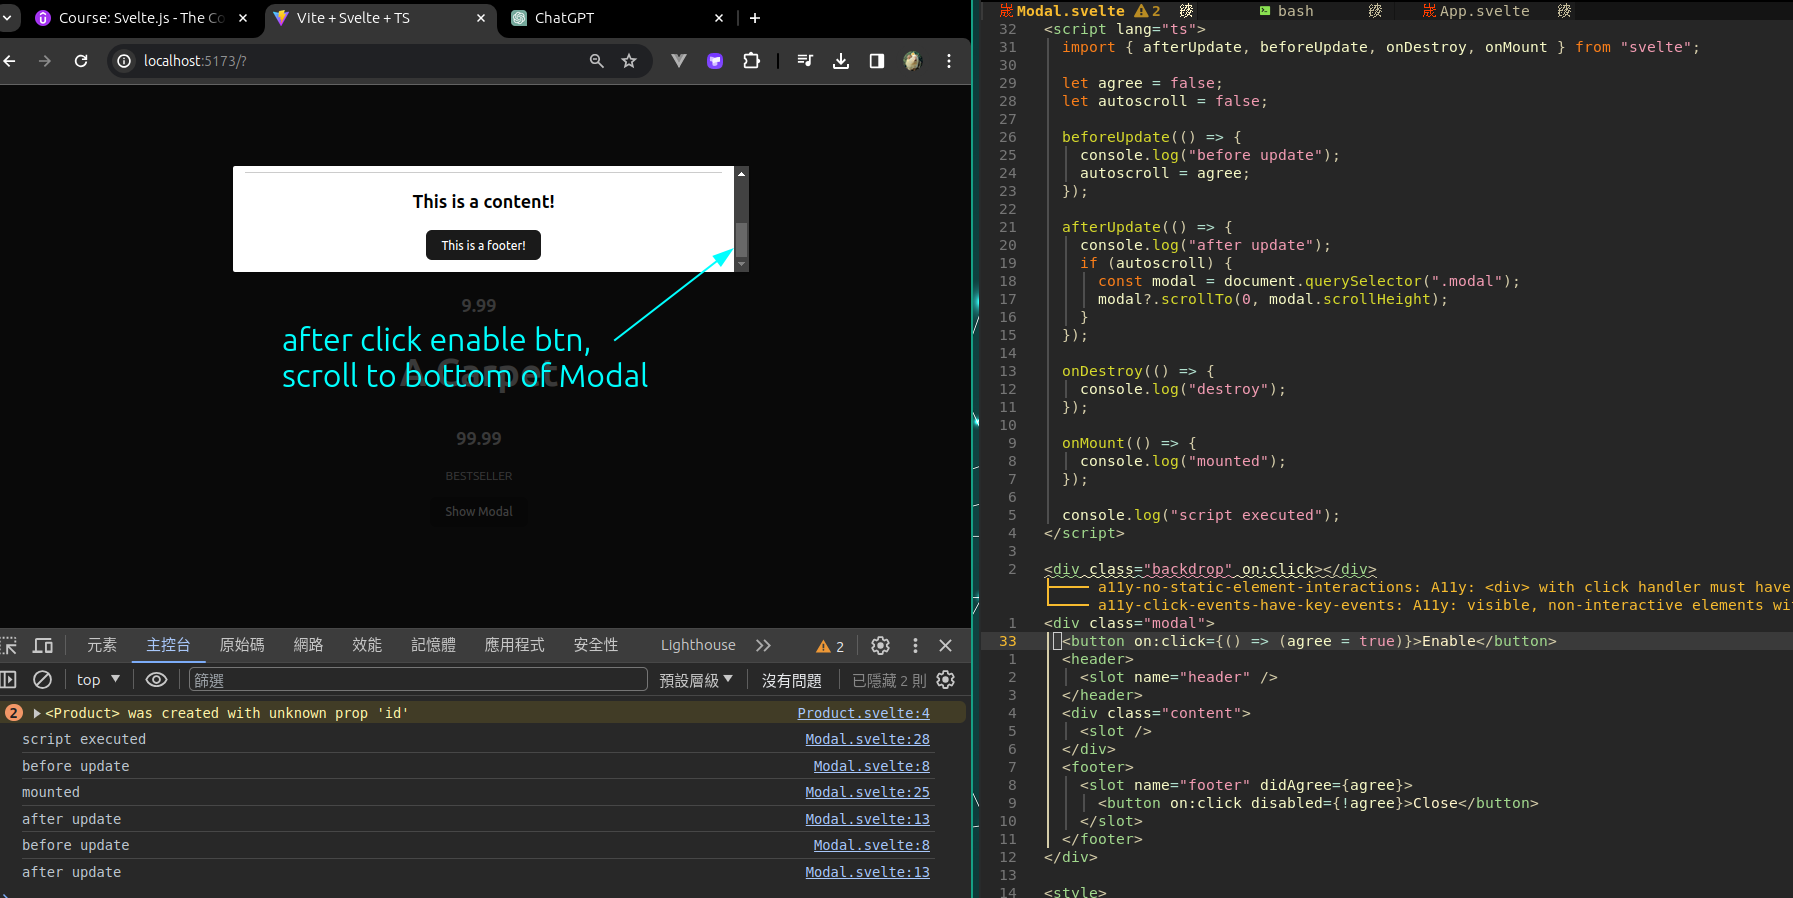 Course: Svelte.Js - The Co
Vite + Svelte + TS
ChatGPT
localhost:5173/?
This is a content!
This is a footer!
9.99
after click enable btn,
scroll to bottom of Modal
A Carpet
99.99
BESTSELLER
Show Modal
元素
主控台
原始碼
網路
效能
記憶體
應用程式
安全性
Lighthouse
2
top
篩選
預設層級
沒有問題
已隱藏 2 則
2 <Product> was created with unknown prop 'id' Product.svelte:4
script executed Modal.svelte:28
before update Modal.svelte:8
mounted Modal.svelte:25
after update Modal.svelte:13
before update Modal.svelte:8
after update Modal.svelte:13
Modal.svelte 2
bash
App.svelte
32 <script lang="ts">
31 import { afterUpdate, beforeUpdate, onDestroy, onMount } from "svelte";
30
29 let agree = false;
28 let autoscroll = false;
27
26 beforeUpdate(() => {
25 console.log("before update");
24 autoscroll = agree;
23 });
22
21 afterUpdate(() => {
20 console.log("after update");
19 if (autoscroll) {
18 const modal = document.querySelector(".modal");
17 modal?.scrollTo(0, modal.scrollHeight);
16 }
15 });
14
13 onDestroy(() => {
12 console.log("destroy");
11 });
10
9 onMount(() => {
8 console.log("mounted");
7 });
6
5 console.log("script executed");
4 </script>
3
2 <div class="backdrop" on:click></div>
a11y-no-static-element-interactions: A11y: <div> with click handler must have
a11y-click-events-have-key-events: A11y: visible, non-interactive elements wi
1 <div class="modal">
33 <button on:click={() => (agree = true)}>Enable</button>
1 <header>
2 <slot name="header" />
3 </header>
4 <div class="content">
5 <slot />
6 </div>
7 <footer>
8 <slot name="footer" didAgree={agree}>
9 <button on:click disabled={!agree}>Close</button>
10 </slot>
11 </footer>
12 </div>
13
14 <style>